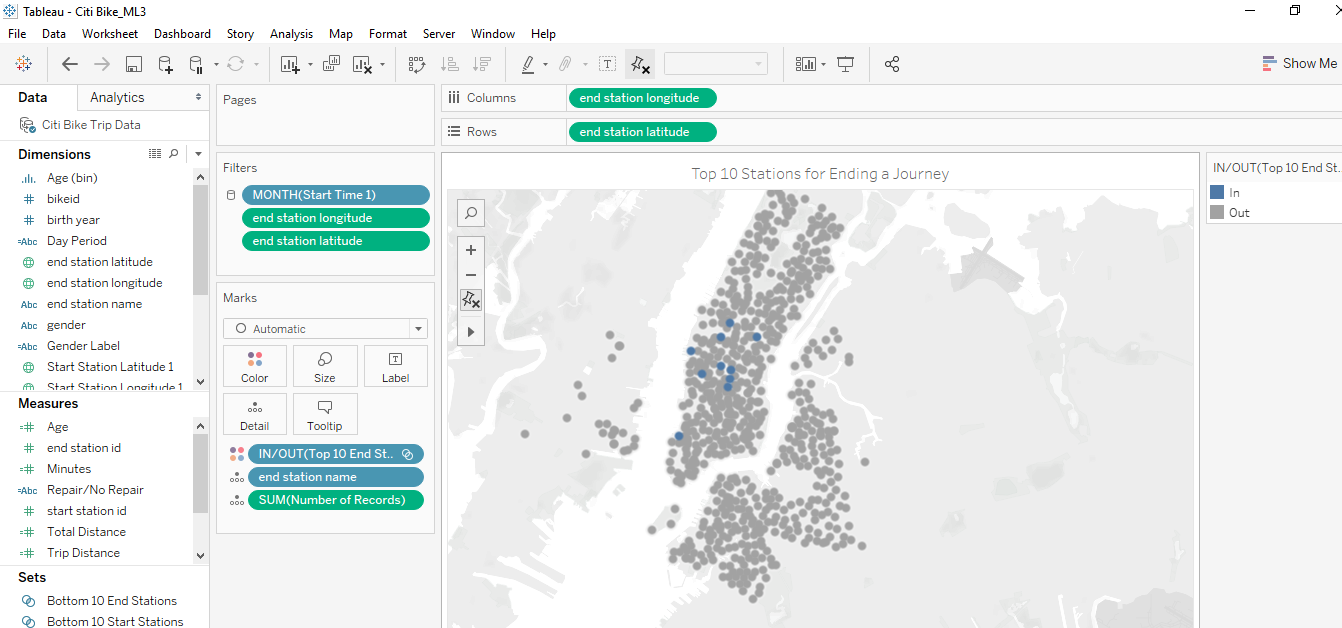 Tableau - Citi Bike_ML3
File Data Worksheet Dashboard Story Analysis Map Format Server Window Help
Show Me
Data Analytics
Citi Bike Trip Data
Dimensions
Age (bin)
# bikeid
# birth year
=Abc Day Period
end station latitude
end station longitude
Abc end station name
Abc gender
=Abc Gender Label
Start Station Latitude 1
Start Station Longitude 1
Measures
=# Age
# end station id
=# Minutes
=Abc Repair/No Repair
# start station id
=# Total Distance
=# Trip Distance
Sets
Bottom 10 End Stations
Bottom 10 Start Stations
Pages
Filters
MONTH(Start Time 1)
end station longitude
end station latitude
Marks
Automatic
Color Size Label
Detail Tooltip
IN/OUT(Top 10 End St..
end station name
SUM(Number of Records)
Columns end station longitude
Rows end station latitude
Top 10 Stations for Ending a Journey
IN/OUT(Top 10 End St..
In
Out